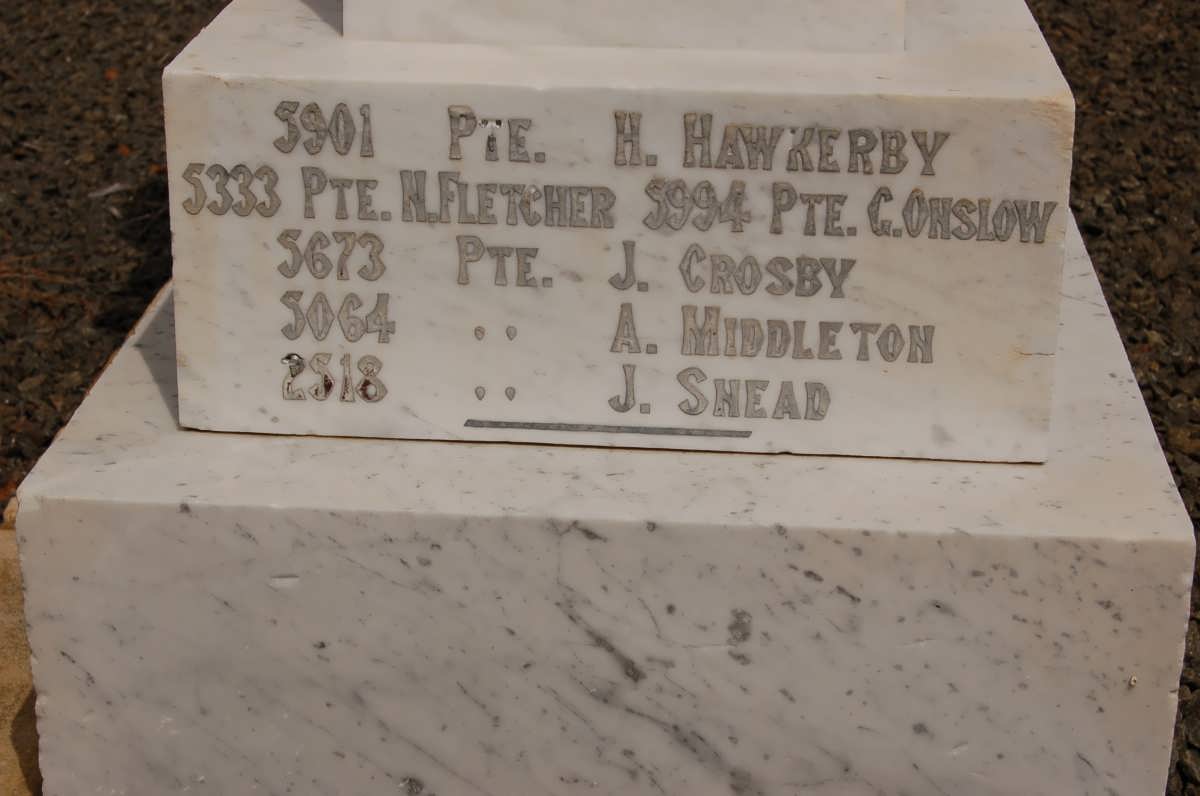 5901 PTE. H. HAWKERBY
5333 PTE. N. FLETCHER 5994 PTE. G. ONSLOW
5673 PTE. J. CROSBY
5064 " A. MIDDLETON
2518 " J. SNEAD